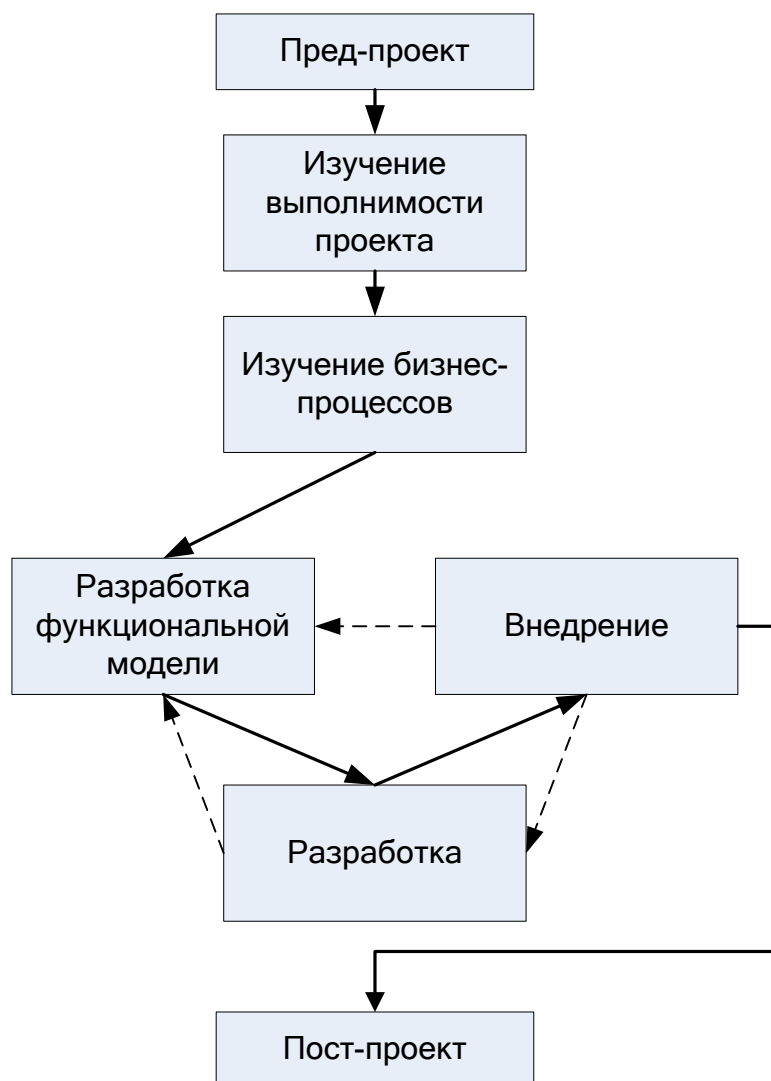 Пред-проект
Изучение
выполнимости
проекта
Изучение бизнес-
процессов
Разработка
функциональной
модели
Внедрение
Разработка
Пост-проект